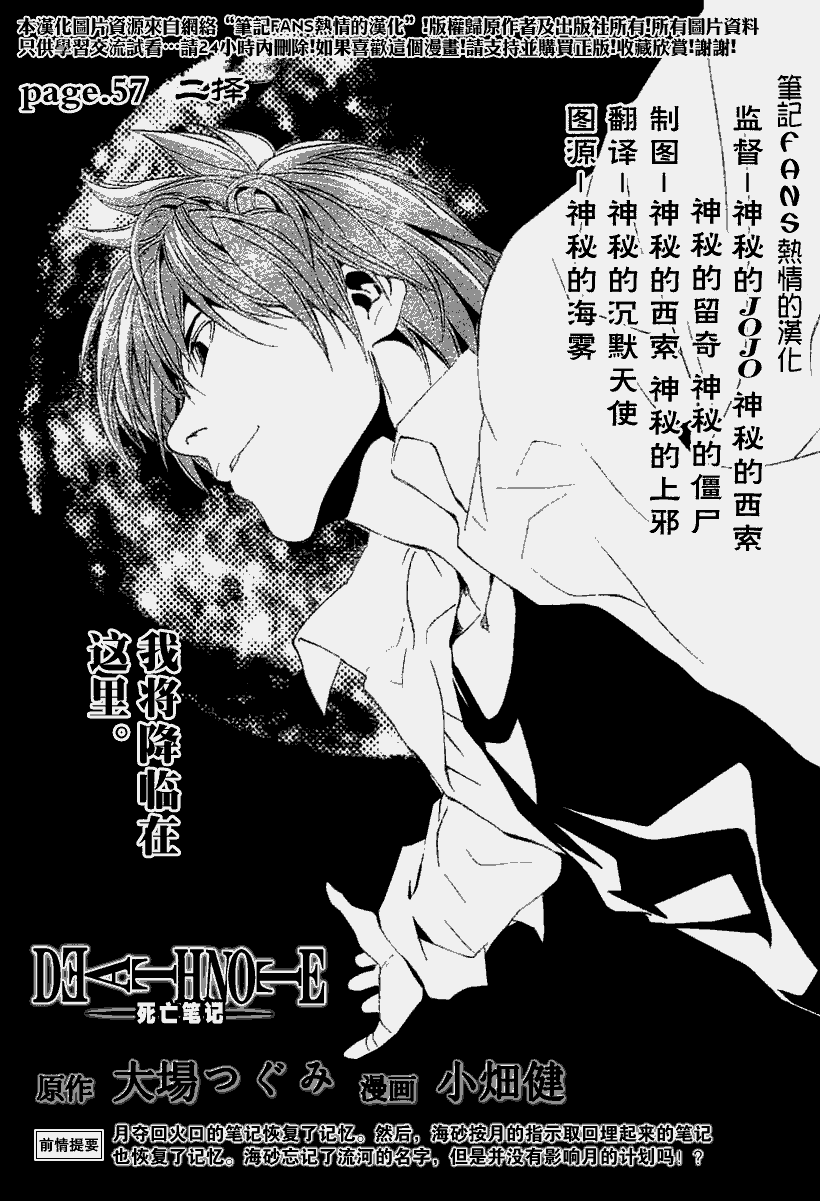 本漢化圖片資源來自網絡“筆記FANS熱情的漢化”!版權歸原作者及出版社所有!所有圖片資料
只供學習交流試看…請24小時內刪除!如果喜歡這個漫畫!請支持並購買正版!收藏欣賞!謝謝!
page.57 二择
筆記FANS熱情的漢化
监督－神秘的JOJO 神秘的西索
神秘的留奇 神秘的僵尸
制图－神秘的西索 神秘的上邪
翻译－神秘的沉默天使
图源－神秘的海雾
我将降临在
这里。
DEATH NOTE
死亡笔记
原作 大場つぐみ 漫画 小畑健
前情提要
月夺回火口的笔记恢复了记忆。然后，海砂按月的指示取回埋起来的笔记
也恢复了记忆。海砂忘记了流河的名字，但是并没有影响月的计划吗！？